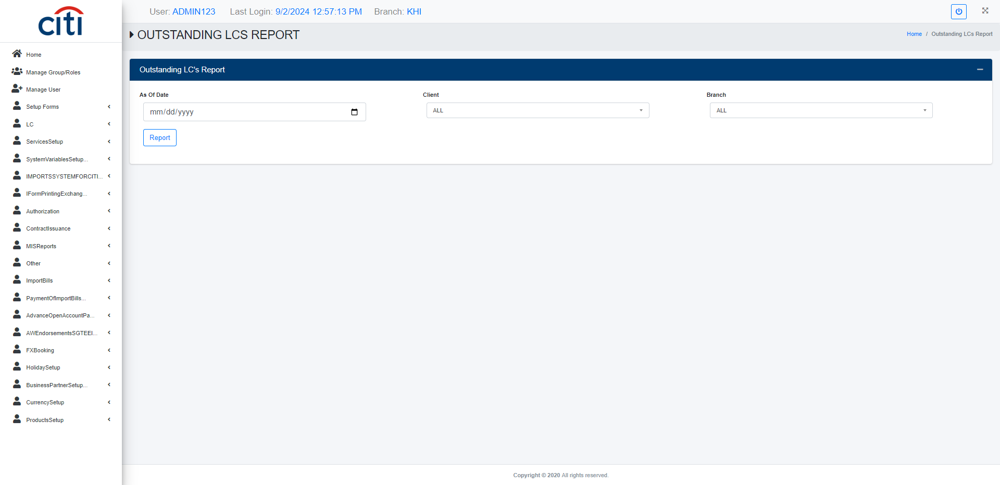 citi
User: ADMIN123 Last Login: 9/2/2024 12:57:13 PM Branch: KHI
OUTSTANDING LCS REPORT
Home / Outstanding LCs Report
Home
Manage Group/Roles
Manage User
Setup Forms
LC
ServicesSetup
SystemVariablesSetup...
IMPORTSSYSTEMFORCITI...
IFormPrintingExchang...
Authorization
ContractIssuance
MISReports
Other
ImportBills
PaymentOfImportBills...
AdvanceOpenAccountPa...
AWEndorsementsSGTEEI...
FXBooking
HolidaySetup
BusinessPartnerSetup...
CurrencySetup
ProductsSetup
Outstanding LC's Report
As Of Date
mm/dd/yyyy
Client
ALL
Branch
ALL
Report
Copyright © 2020 All rights reserved.